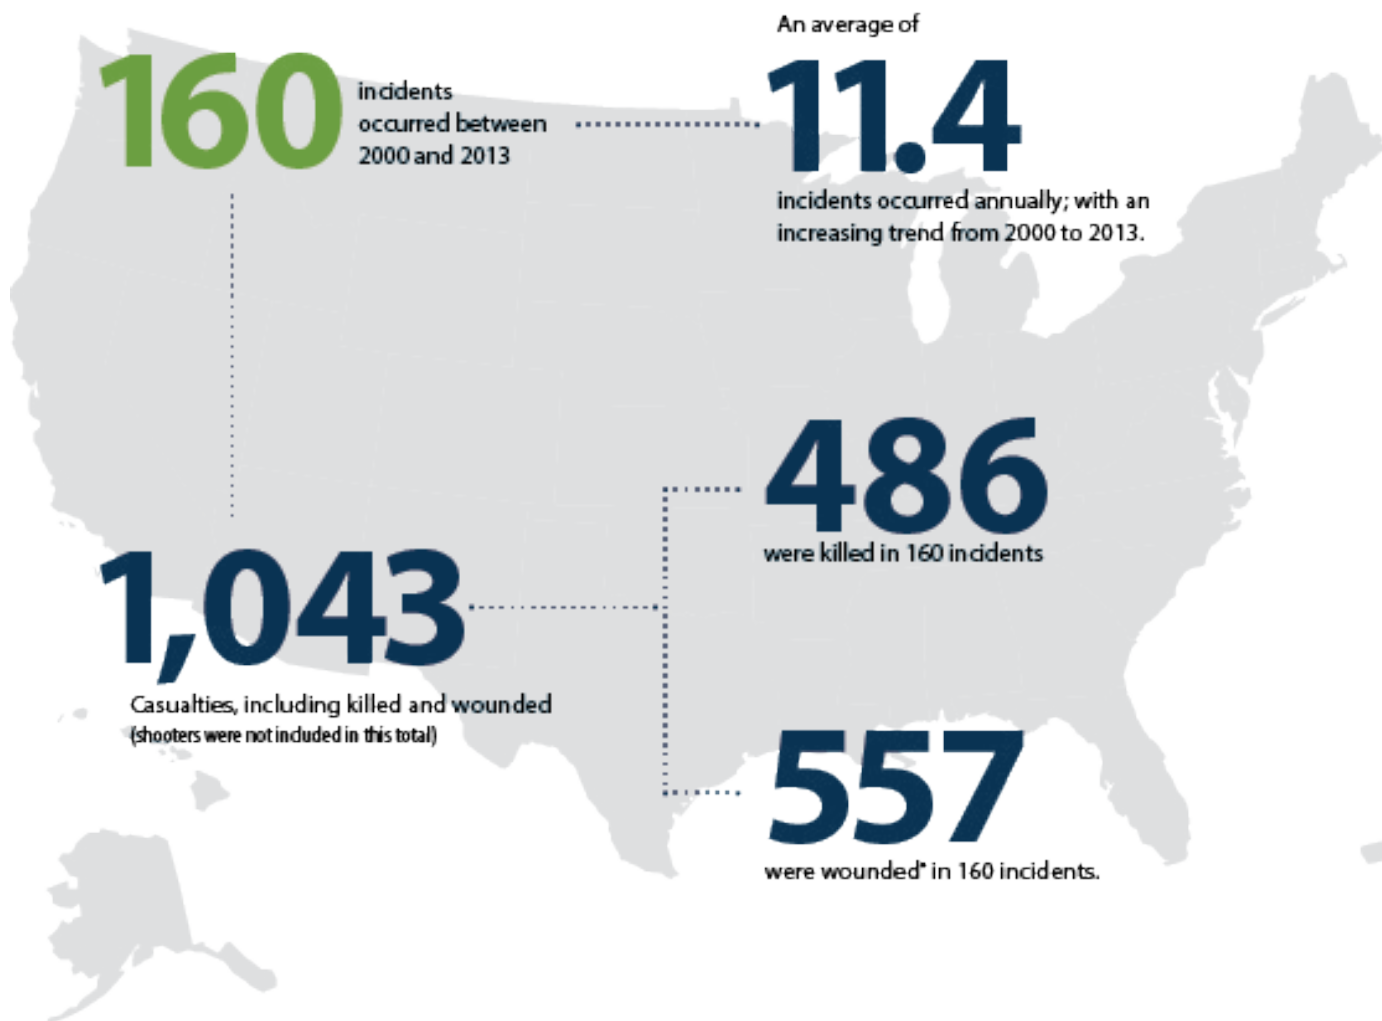 160
incidents
occurred between
2000 and 2013
An average of
11.4
incidents occurred annually; with an
increasing trend from 2000 to 2013.
1,043
Casualties, including killed and wounded
(shooters were not included in this total)
486
were killed in 160 incidents
557
were wounded* in 160 incidents.